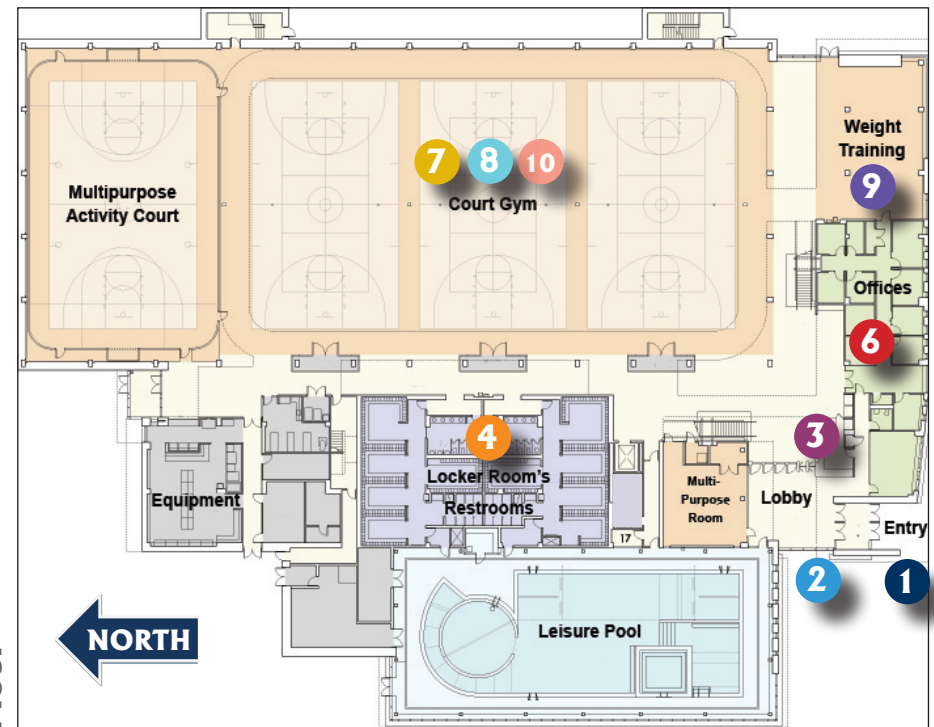 Weight
Training
7
8
10
9
Multipurpose
Activity Court
Court Gym
Offices
6
4
3
Locker Room's
Restrooms
Equipment
Multi-
Purpose
Room
Lobby
Entry
17
2
1
Leisure Pool
NORTH